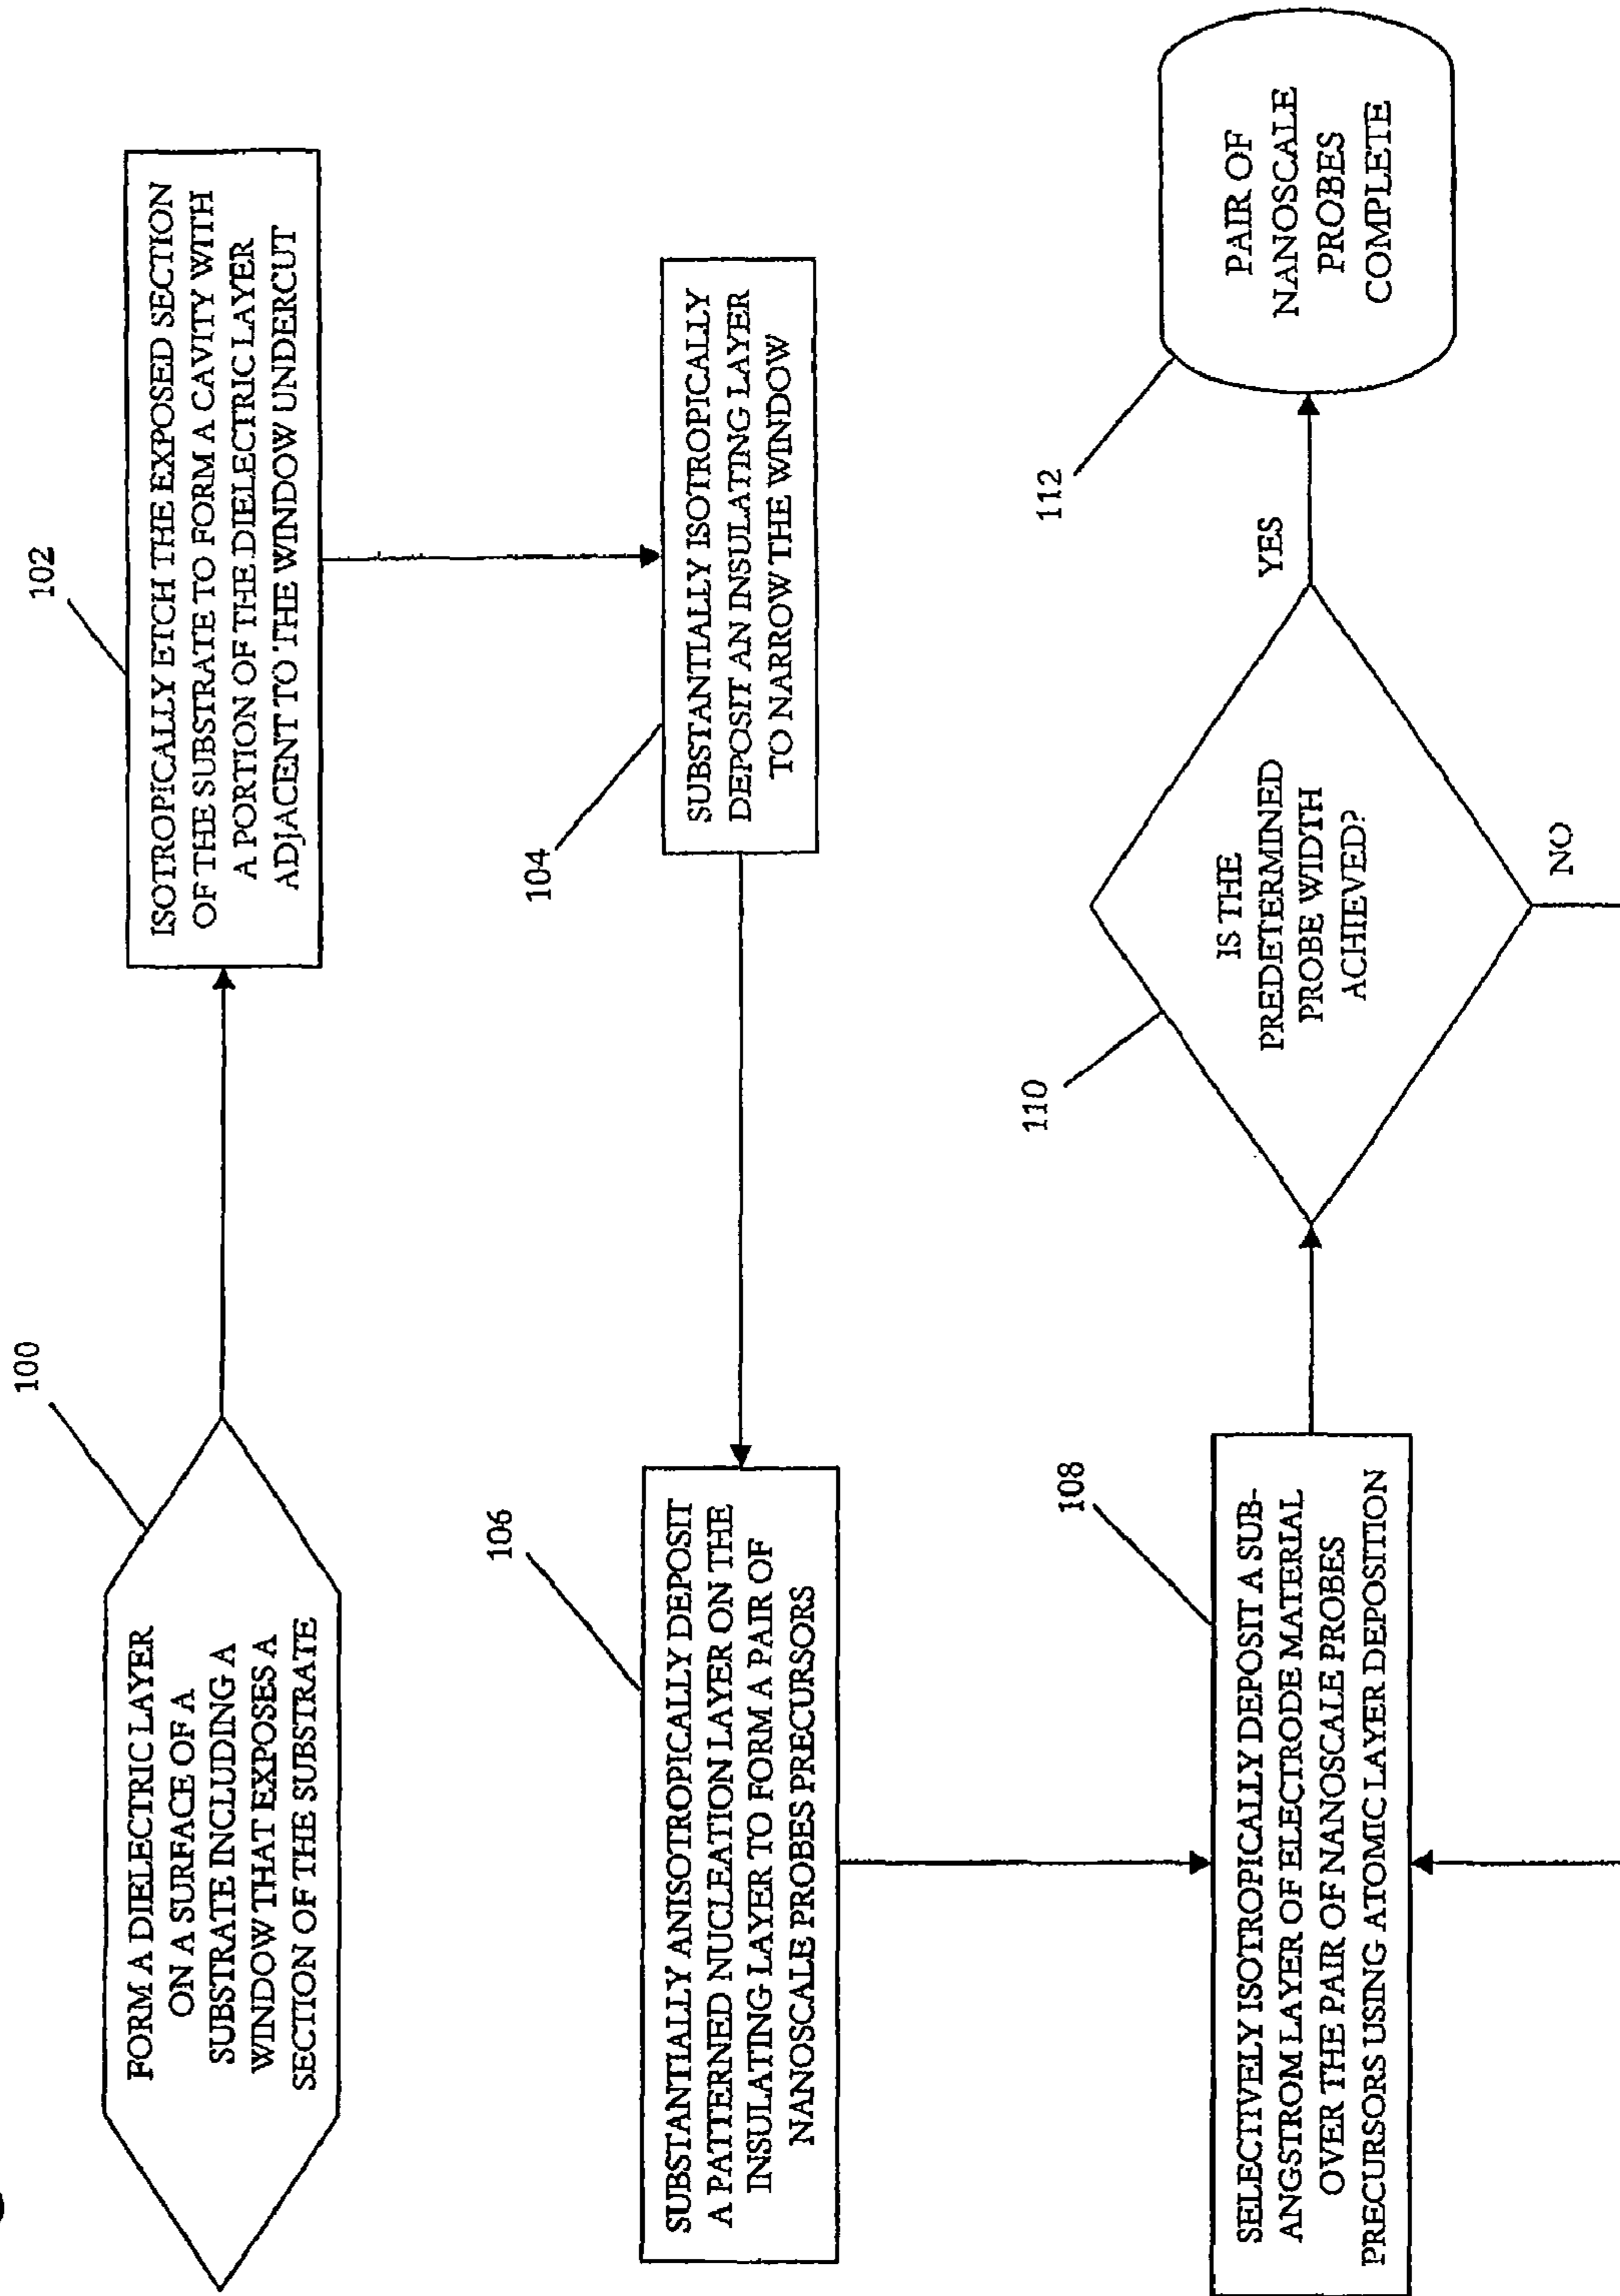 100
FORM A DIELECTRIC LAYER
ON A SURFACE OF A
SUBSTRATE INCLUDING A
WINDOW THAT EXPOSES A
SECTION OF THE SUBSTRATE
102
ISOTROPICALLY ETCH THE EXPOSED SECTION
OF THE SUBSTRATE TO FORM A CAVITY WITH
A PORTION OF THE DIELECTRIC LAYER
ADJACENT TO THE WINDOW UNDERCUT
104
SUBSTANTIALLY ISOTROPICALLY
DEPOSIT AN INSULATING LAYER
TO NARROW THE WINDOW
106
SUBSTANTIALLY ANISOTROPICALLY DEPOSIT
A PATTERNED NUCLEATION LAYER ON THE
INSULATING LAYER TO FORM A PAIR OF
NANOSCALE PROBES PRECURSORS
108
SELECTIVELY ISOTROPICALLY DEPOSIT A SUB-
ANGSTROM LAYER OF ELECTRODE MATERIAL
OVER THE PAIR OF NANOSCALE PROBES
PRECURSORS USING ATOMIC LAYER DEPOSITION
110
IS THE
PREDETERMINED
PROBE WIDTH
ACHIEVED?
YES
NO
112
PAIR OF
NANOSCALE
PROBES
COMPLETE